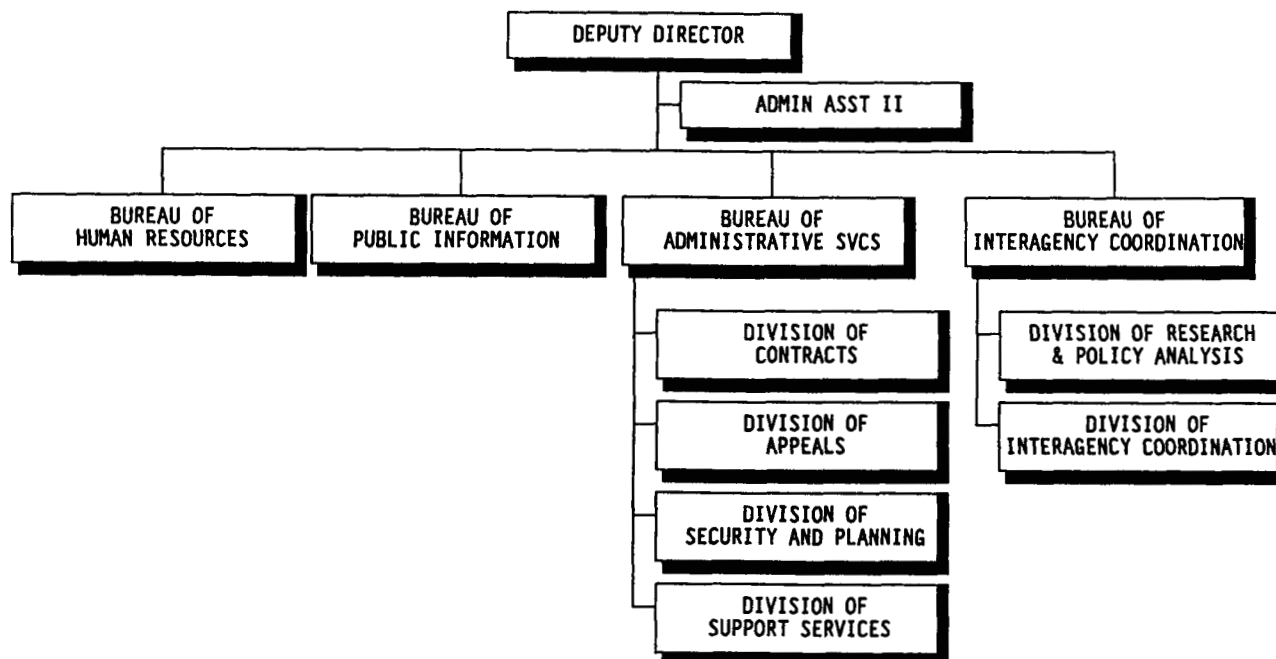 DEPUTY DIRECTOR
ADMIN ASST II
BUREAU OF
HUMAN RESOURCES
BUREAU OF
PUBLIC INFORMATION
BUREAU OF
ADMINISTRATIVE SVCS
BUREAU OF
INTERAGENCY COORDINATION
DIVISION OF
CONTRACTS
DIVISION OF
APPEALS
DIVISION OF
SECURITY AND PLANNING
DIVISION OF
SUPPORT SERVICES
DIVISION OF RESEARCH
& POLICY ANALYSIS
DIVISION OF
INTERAGENCY COORDINATION